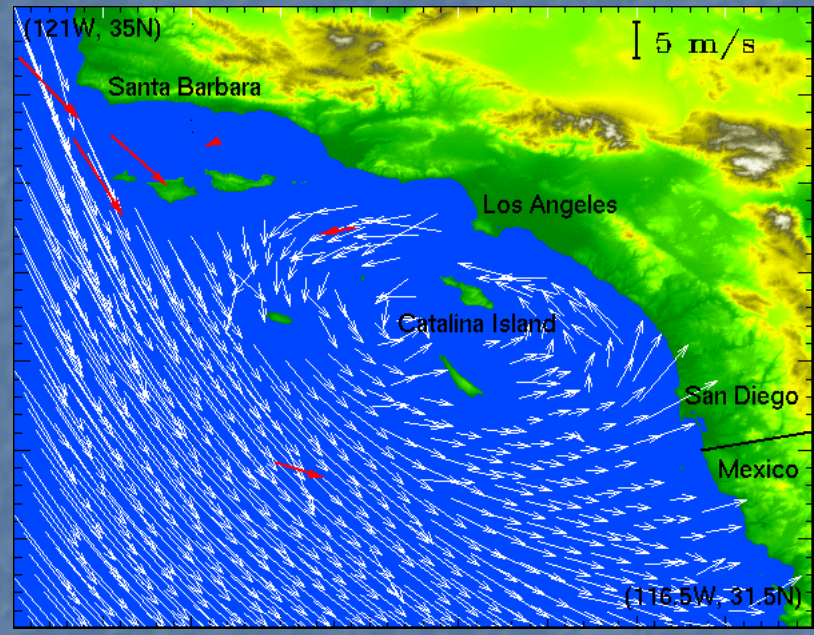 (121W, 35N)
5 m/s
Santa Barbara
Los Angeles
Catalina Island
San Diego
Mexico
(116.5W, 31.5N)